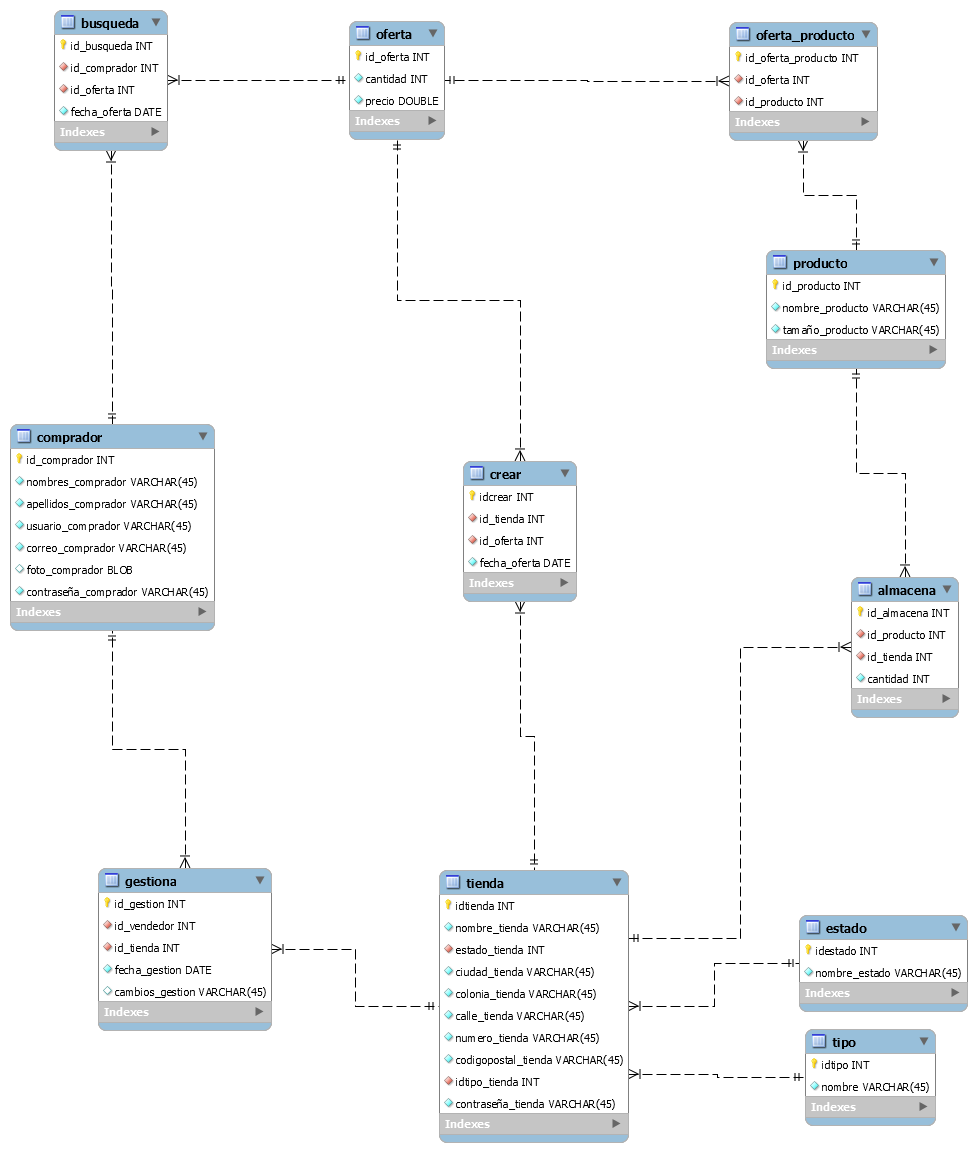 busqueda
id_busqueda INT
id_comprador INT
id_oferta INT
fecha_oferta DATE
Indexes
oferta
id_oferta INT
cantidad INT
precio DOUBLE
Indexes
oferta_producto
id_oferta_producto INT
id_oferta INT
id_producto INT
Indexes
producto
id_producto INT
nombre_producto VARCHAR(45)
tamaño_producto VARCHAR(45)
Indexes
comprador
id_comprador INT
nombres_comprador VARCHAR(45)
apellidos_comprador VARCHAR(45)
usuario_comprador VARCHAR(45)
correo_comprador VARCHAR(45)
foto_comprador BLOB
contraseña_comprador VARCHAR(45)
Indexes
crear
idcrear INT
id_tienda INT
id_oferta INT
fecha_oferta DATE
Indexes
almacena
id_almacena INT
id_producto INT
id_tienda INT
cantidad INT
Indexes
gestiona
id_gestion INT
id_vendedor INT
id_tienda INT
fecha_gestion DATE
cambios_gestion VARCHAR(45)
Indexes
tienda
idtienda INT
nombre_tienda VARCHAR(45)
estado_tienda INT
ciudad_tienda VARCHAR(45)
colonia_tienda VARCHAR(45)
calle_tienda VARCHAR(45)
numero_tienda VARCHAR(45)
codigopostal_tienda VARCHAR(45)
idtipo_tienda INT
contraseña_tienda VARCHAR(45)
Indexes
estado
idestado INT
nombre_estado VARCHAR(45)
Indexes
tipo
idtipo INT
nombre VARCHAR(45)
Indexes